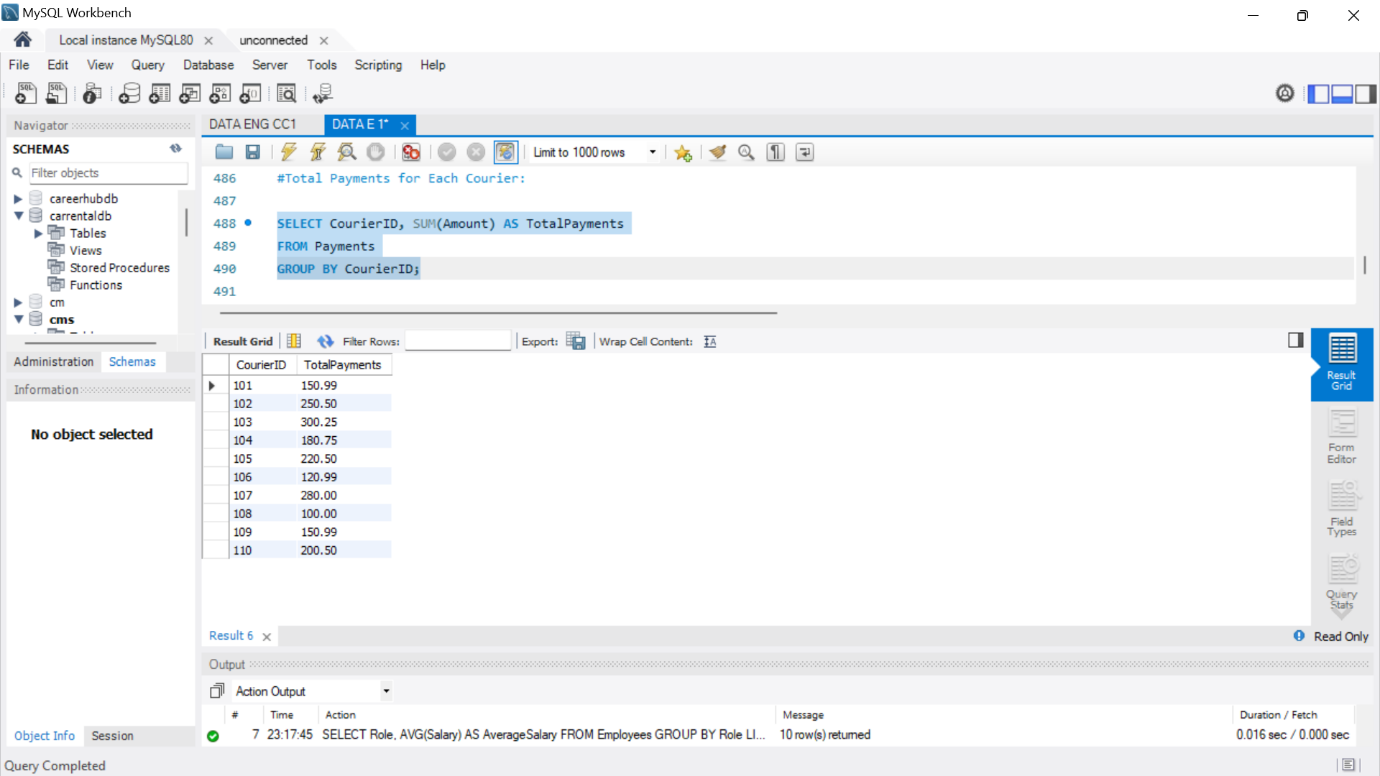 MySQL Workbench
Local instance MySQL80
unconnected
File Edit View Query Database Server Tools Scripting Help
Navigator
SCHEMAS
Filter objects
careerhubdb
carrentaldb
Tables
Views
Stored Procedures
Functions
cm
cms
Administration Schemas
Information
No object selected
Object Info Session
Query Completed
DATA ENG CC1
DATA E 1*
Limit to 1000 rows
486 #Total Payments for Each Courier:
487
488 SELECT CourierID, SUM(Amount) AS TotalPayments
489 FROM Payments
490 GROUP BY CourierID;
491
Result Grid Filter Rows: Export: Wrap Cell Content:
CourierID TotalPayments
101 150.99
102 250.50
103 300.25
104 180.75
105 220.50
106 120.99
107 280.00
108 100.00
109 150.99
110 200.50
Result
Grid
Form
Editor
Field
Types
Query
Stats
Result 6
Read Only
Output
Action Output
# Time Action Message Duration / Fetch
7 23:17:45 SELECT Role, AVG(Salary) AS AverageSalary FROM Employees GROUP BY Role LI... 10 row(s) returned 0.016 sec / 0.000 sec